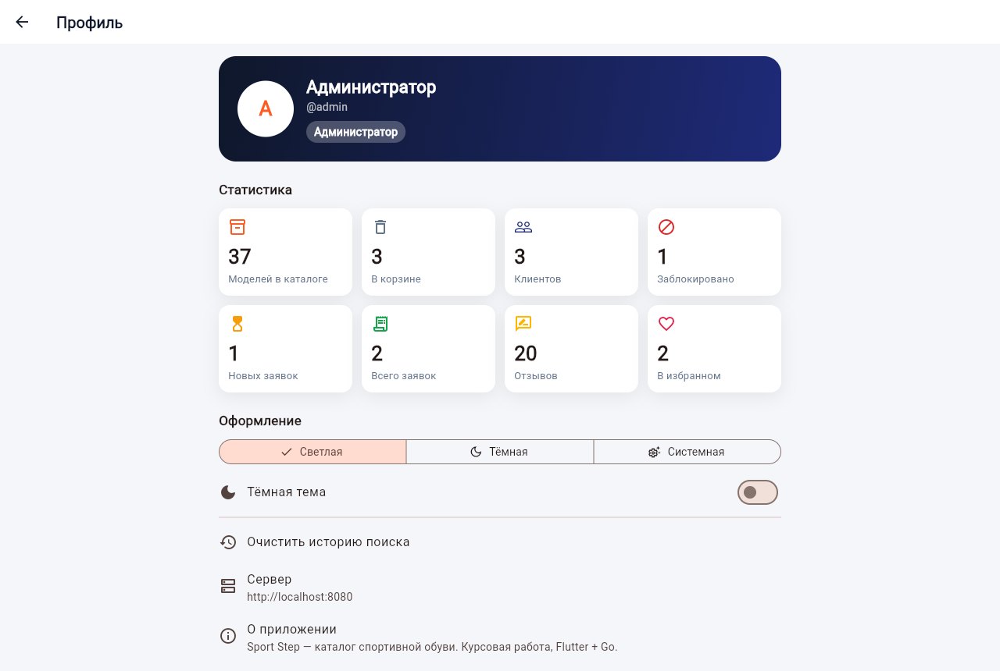 Профиль
А
Администратор
@admin
Администратор
Статистика
37
Моделей в каталоге
3
В корзине
3
Клиентов
1
Заблокировано
1
Новых заявок
2
Всего заявок
20
Отзывов
2
В избранном
Оформление
Светлая
Тёмная
Системная
Тёмная тема
Очистить историю поиска
Сервер
http://localhost:8080
О приложении
Sport Step — каталог спортивной обуви. Курсовая работа, Flutter + Go.